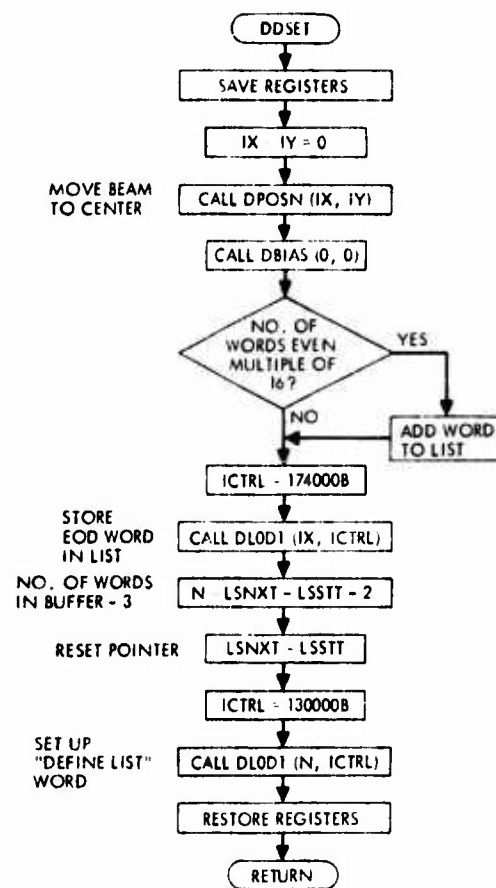 DDSET
SAVE REGISTERS
IX - IY = 0
MOVE BEAM
TO CENTER
CALL DPOSN (IX, IY)
CALL DBIAS (0, 0)
NO. OF
WORDS EVEN
MULTIPLE OF
16?
YES
NO
ADD WORD
TO LIST
ICTRL - 174000B
STORE
EOD WORD
IN LIST
CALL DL0D1 (IX, ICTRL)
NO. OF WORDS
IN BUFFER - 3
N - LSNXT - LSSTT - 2
RESET POINTER
LSNXT - LSSTT
ICTRL = 130000B
SET UP
"DEFINE LIST"
WORD
CALL DL0D1 (N, ICTRL)
RESTORE REGISTERS
RETURN